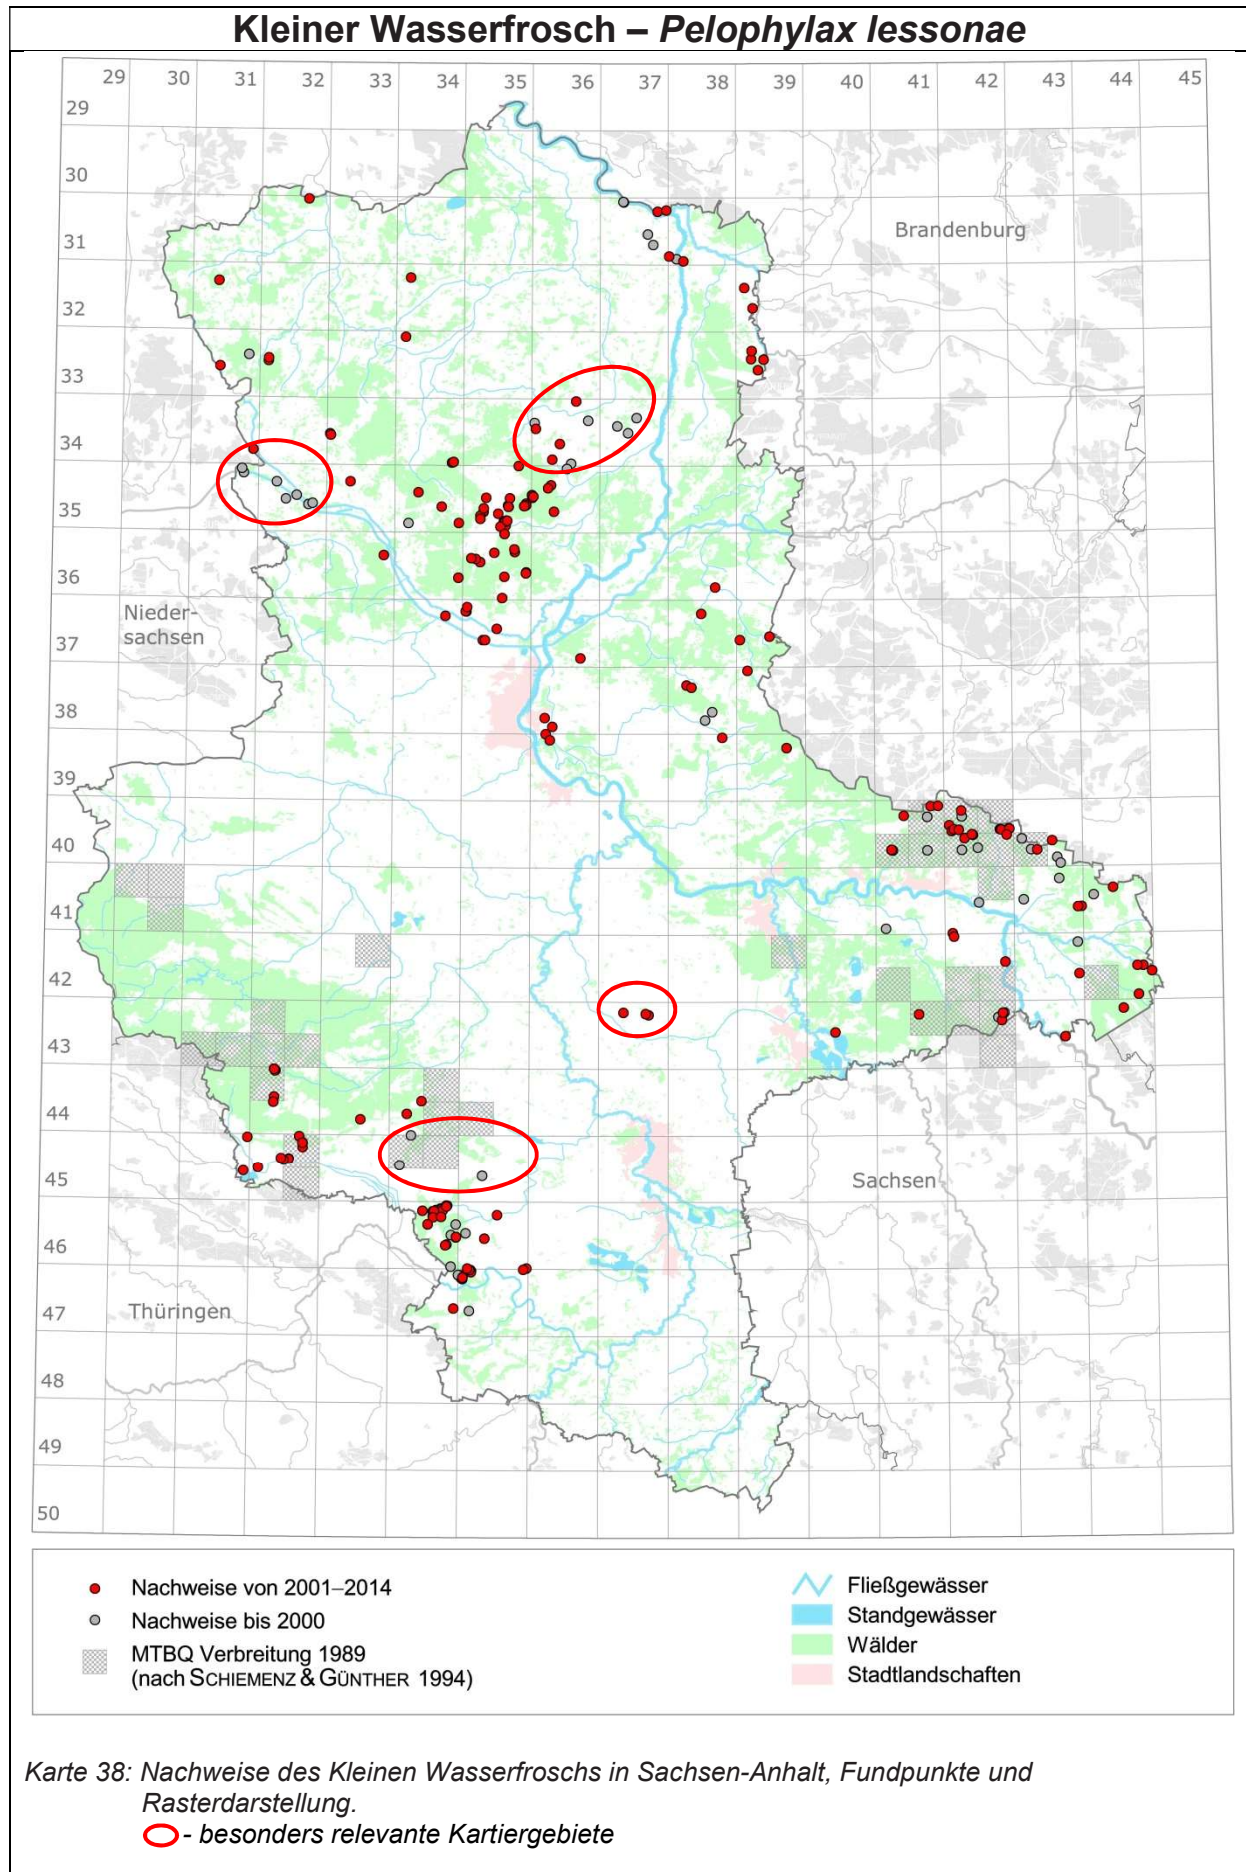 Kleiner Wasserfrosch – Pelophylax lessonae
29 30 31 32 33 34 35 36 37 38 39 40 41 42 43 44 45
29
30
Brandenburg
31
32
33
34
35
36
Nieder-
sachsen
37
38
39
40
41
42
43
44
45
Sachsen
46
Thüringen
47
48
49
50
Nachweise von 2001–2014
Nachweise bis 2000
MTBQ Verbreitung 1989
(nach SCHIEMENZ & GÜNTHER 1994)
Fließgewässer
Standgewässer
Wälder
Stadtlandschaften
Karte 38: Nachweise des Kleinen Wasserfroschs in Sachsen-Anhalt, Fundpunkte und
Rasterdarstellung.
- besonders relevante Kartiergebiete